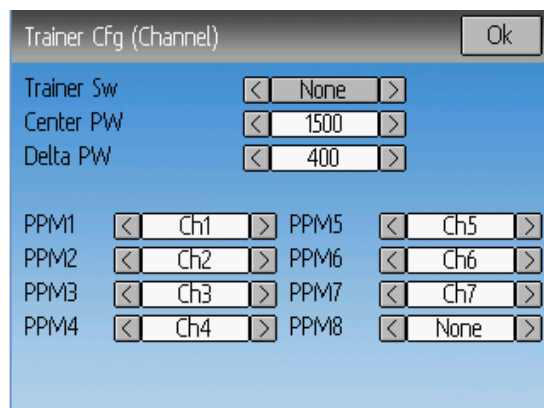 Trainer Cfg (Channel) Ok
Trainer Sw < None >
Center PW < 1500 >
Delta PW < 400 >
PPM1 < Ch1 > PPM5 < Ch5 >
PPM2 < Ch2 > PPM6 < Ch6 >
PPM3 < Ch3 > PPM7 < Ch7 >
PPM4 < Ch4 > PPM8 < None >